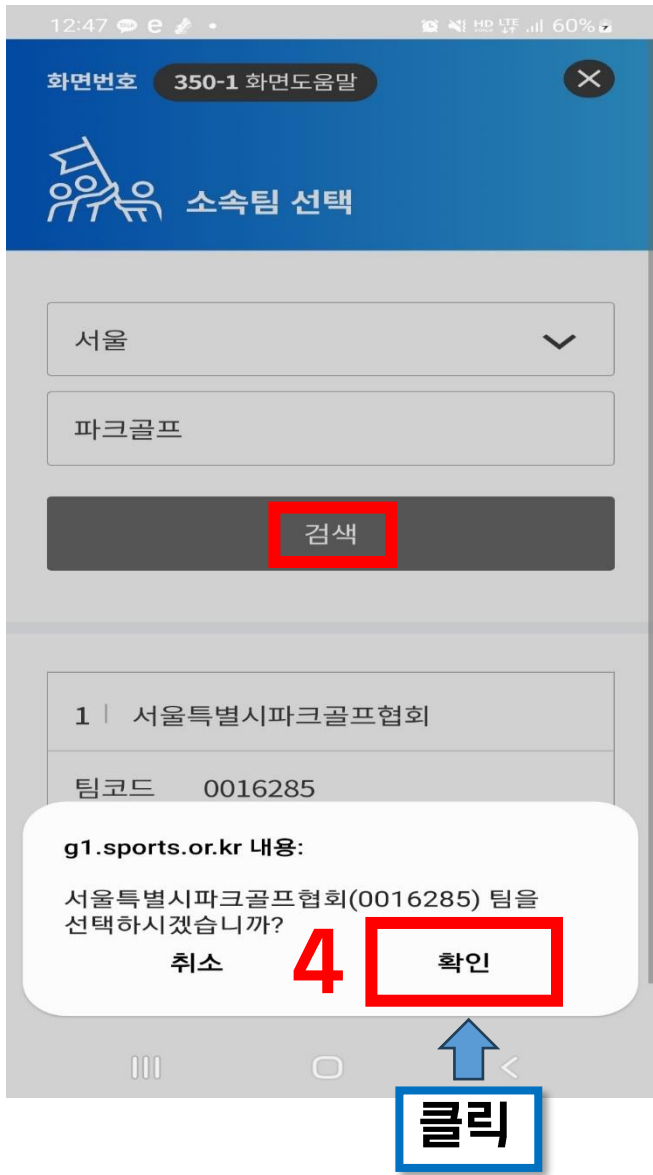 12:47
HD LTE 60%
화면번호 350-1 화면도움말
소속팀 선택
서울
파크골프
검색
1 서울특별시파크골프협회
팀코드 0016285
g1.sports.or.kr 내용:
서울특별시파크골프협회(0016285) 팀을
선택하시겠습니까?
취소 4 확인
클릭